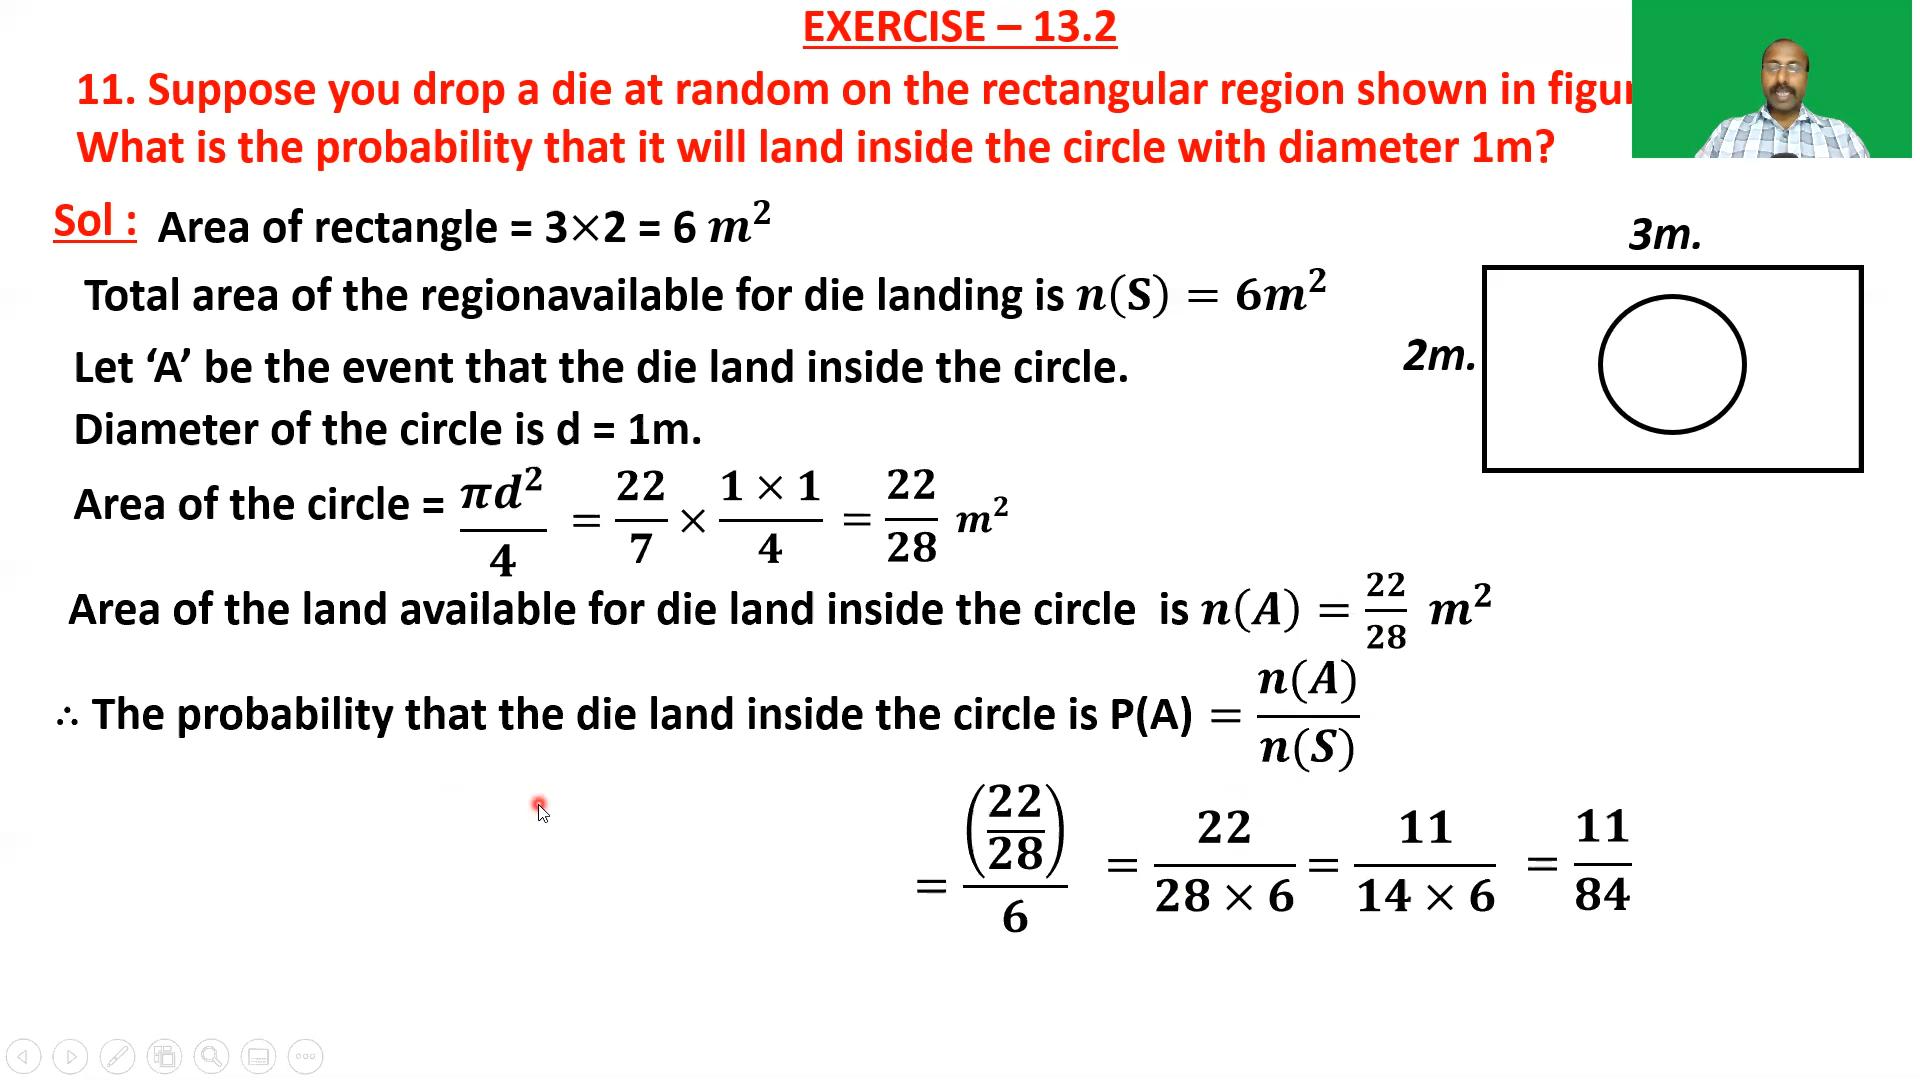 EXERCISE – 13.2
11. Suppose you drop a die at random on the rectangular region shown in figur
What is the probability that it will land inside the circle with diameter 1m?
Sol : Area of rectangle = 3×2 = 6 m²
3m.
Total area of the regionavailable for die landing is n(S) = 6m²
2m.
Let ‘A’ be the event that the die land inside the circle.
Diameter of the circle is d = 1m.
Area of the circle = πd²/4 = 22/7 × (1 × 1)/4 = 22/28 m²
Area of the land available for die land inside the circle is n(A) = 22/28 m²
∴ The probability that the die land inside the circle is P(A) = n(A)/n(S)
= (22/28)/6 = 22/(28 × 6) = 11/(14 × 6) = 11/84